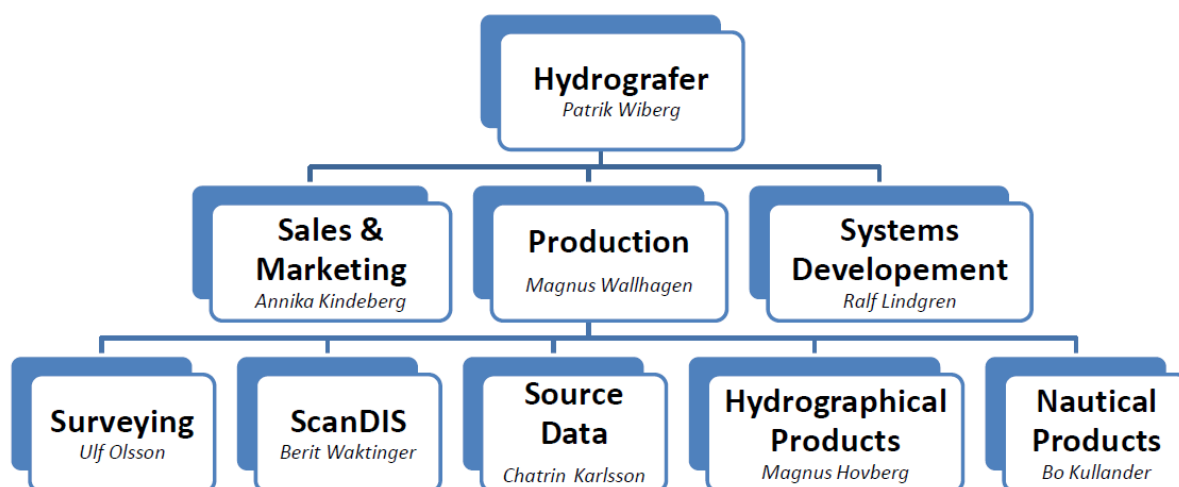 Hydrografer
Patrik Wiberg
Sales &
Marketing
Annika Kindeberg
Production
Magnus Wallhagen
Systems
Developement
Ralf Lindgren
Surveying
Ulf Olsson
ScanDIS
Berit Waktinger
Source
Data
Chatrin Karlsson
Hydrographical
Products
Magnus Hovberg
Nautical
Products
Bo Kullander